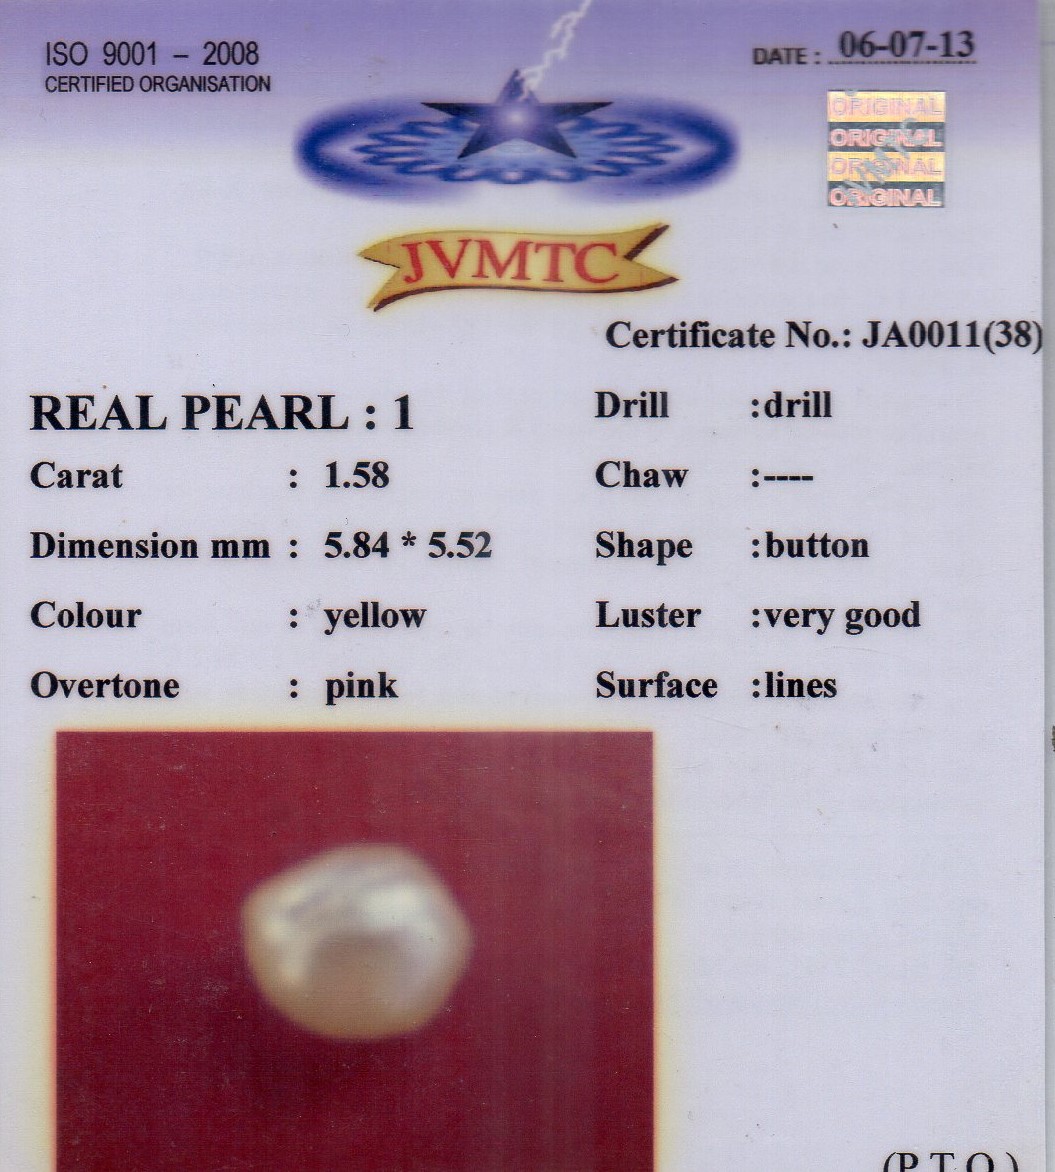 ISO 9001 – 2008
CERTIFIED ORGANISATION
DATE : 06-07-13
ORIGINAL
ORIGINAL
ORIGINAL
ORIGINAL
JVMTC
Certificate No.: JA0011(38)
REAL PEARL : 1
Drill :drill
Carat : 1.58
Chaw :----
Dimension mm : 5.84 * 5.52
Shape :button
Colour : yellow
Luster :very good
Overtone : pink
Surface :lines
(P.T.O.)